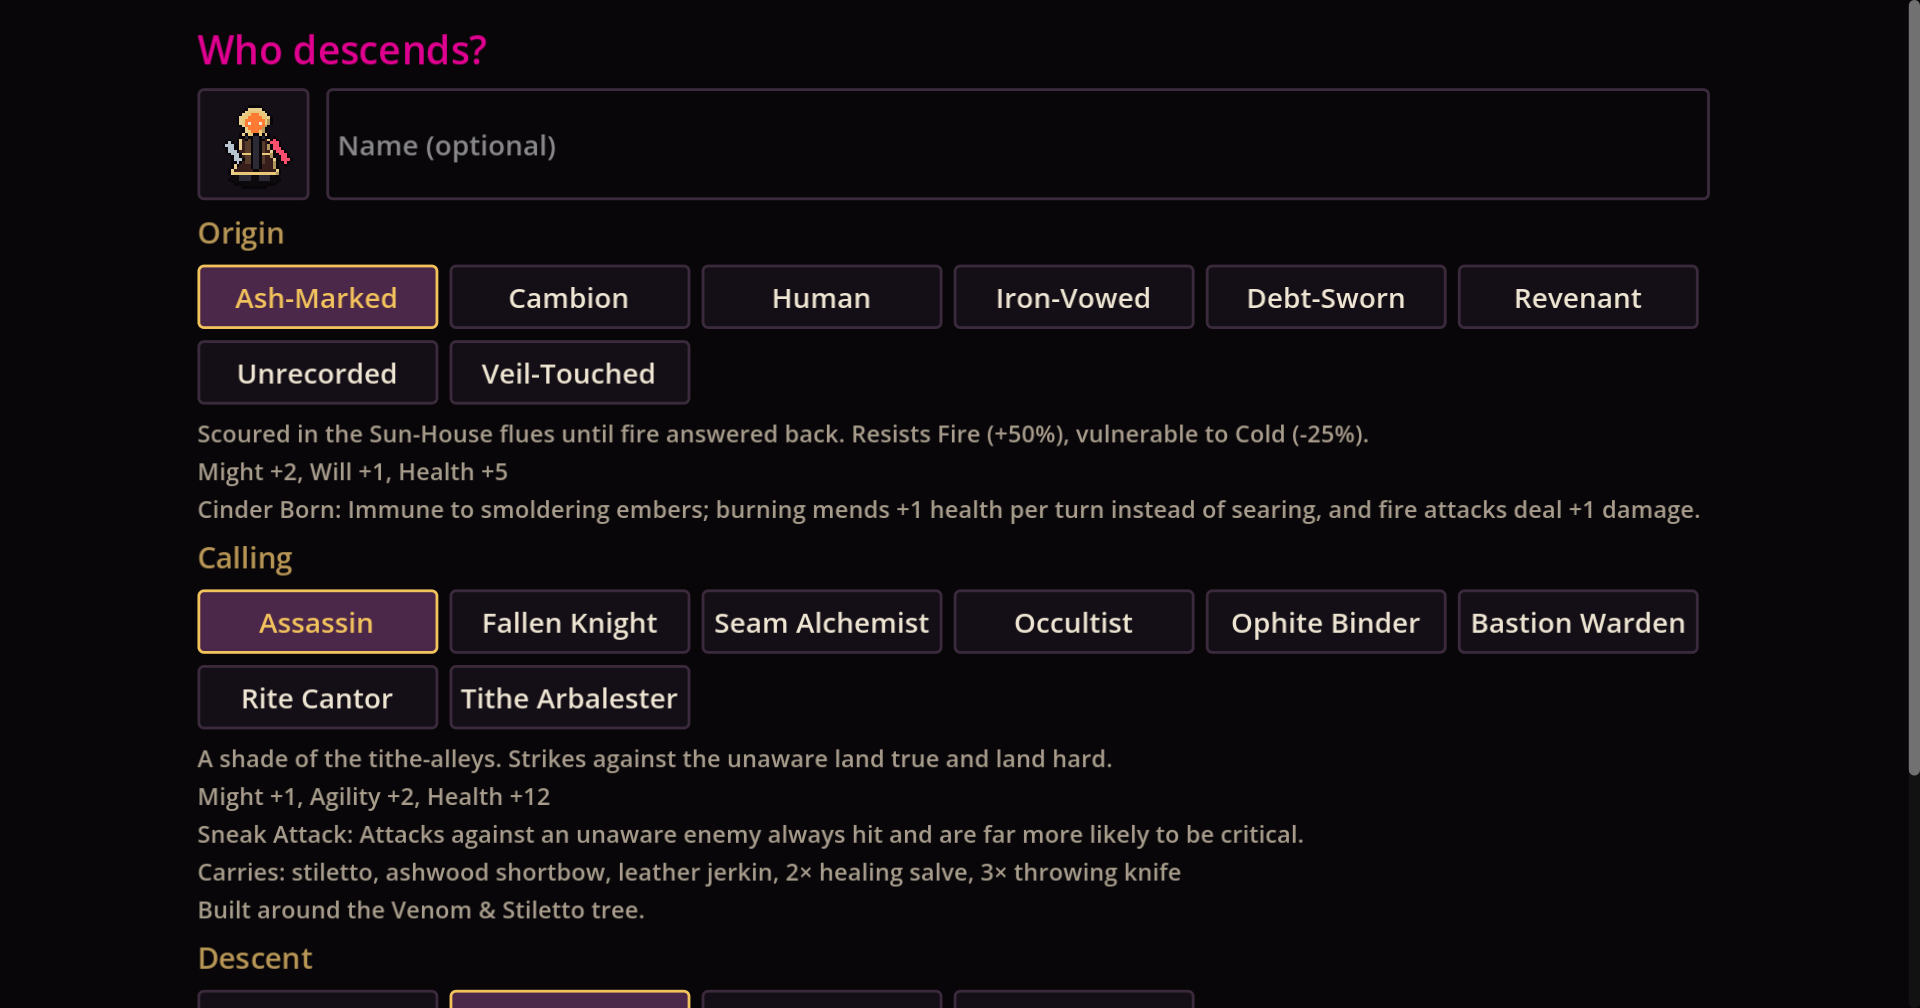 Who descends?
Name (optional)
Origin
Ash-Marked
Cambion
Human
Iron-Vowed
Debt-Sworn
Revenant
Unrecorded
Veil-Touched
Scoured in the Sun-House flues until fire answered back. Resists Fire (+50%), vulnerable to Cold (-25%).
Might +2, Will +1, Health +5
Cinder Born: Immune to smoldering embers; burning mends +1 health per turn instead of searing, and fire attacks deal +1 damage.
Calling
Assassin
Fallen Knight
Seam Alchemist
Occultist
Ophite Binder
Bastion Warden
Rite Cantor
Tithe Arbalester
A shade of the tithe-alleys. Strikes against the unaware land true and land hard.
Might +1, Agility +2, Health +12
Sneak Attack: Attacks against an unaware enemy always hit and are far more likely to be critical.
Carries: stiletto, ashwood shortbow, leather jerkin, 2× healing salve, 3× throwing knife
Built around the Venom & Stiletto tree.
Descent